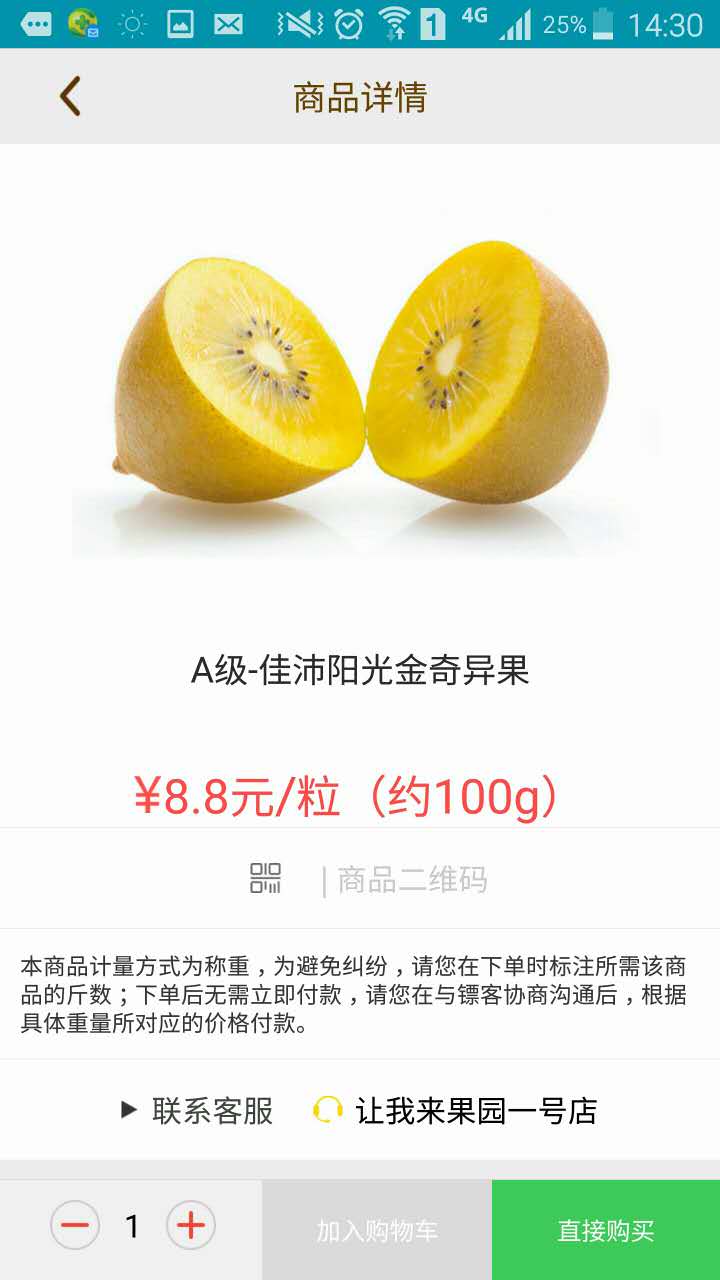 1 4G 25% 14:30
商品详情
A级-佳沛阳光金奇异果
¥8.8元/粒（约100g）
|商品二维码
本商品计量方式为称重，为避免纠纷，请您在下单时标注所需该商
品的斤数；下单后无需立即付款，请您在与镖客协商沟通后，根据
具体重量所对应的价格付款。
联系客服 让我来果园一号店
1 加入购物车 直接购买